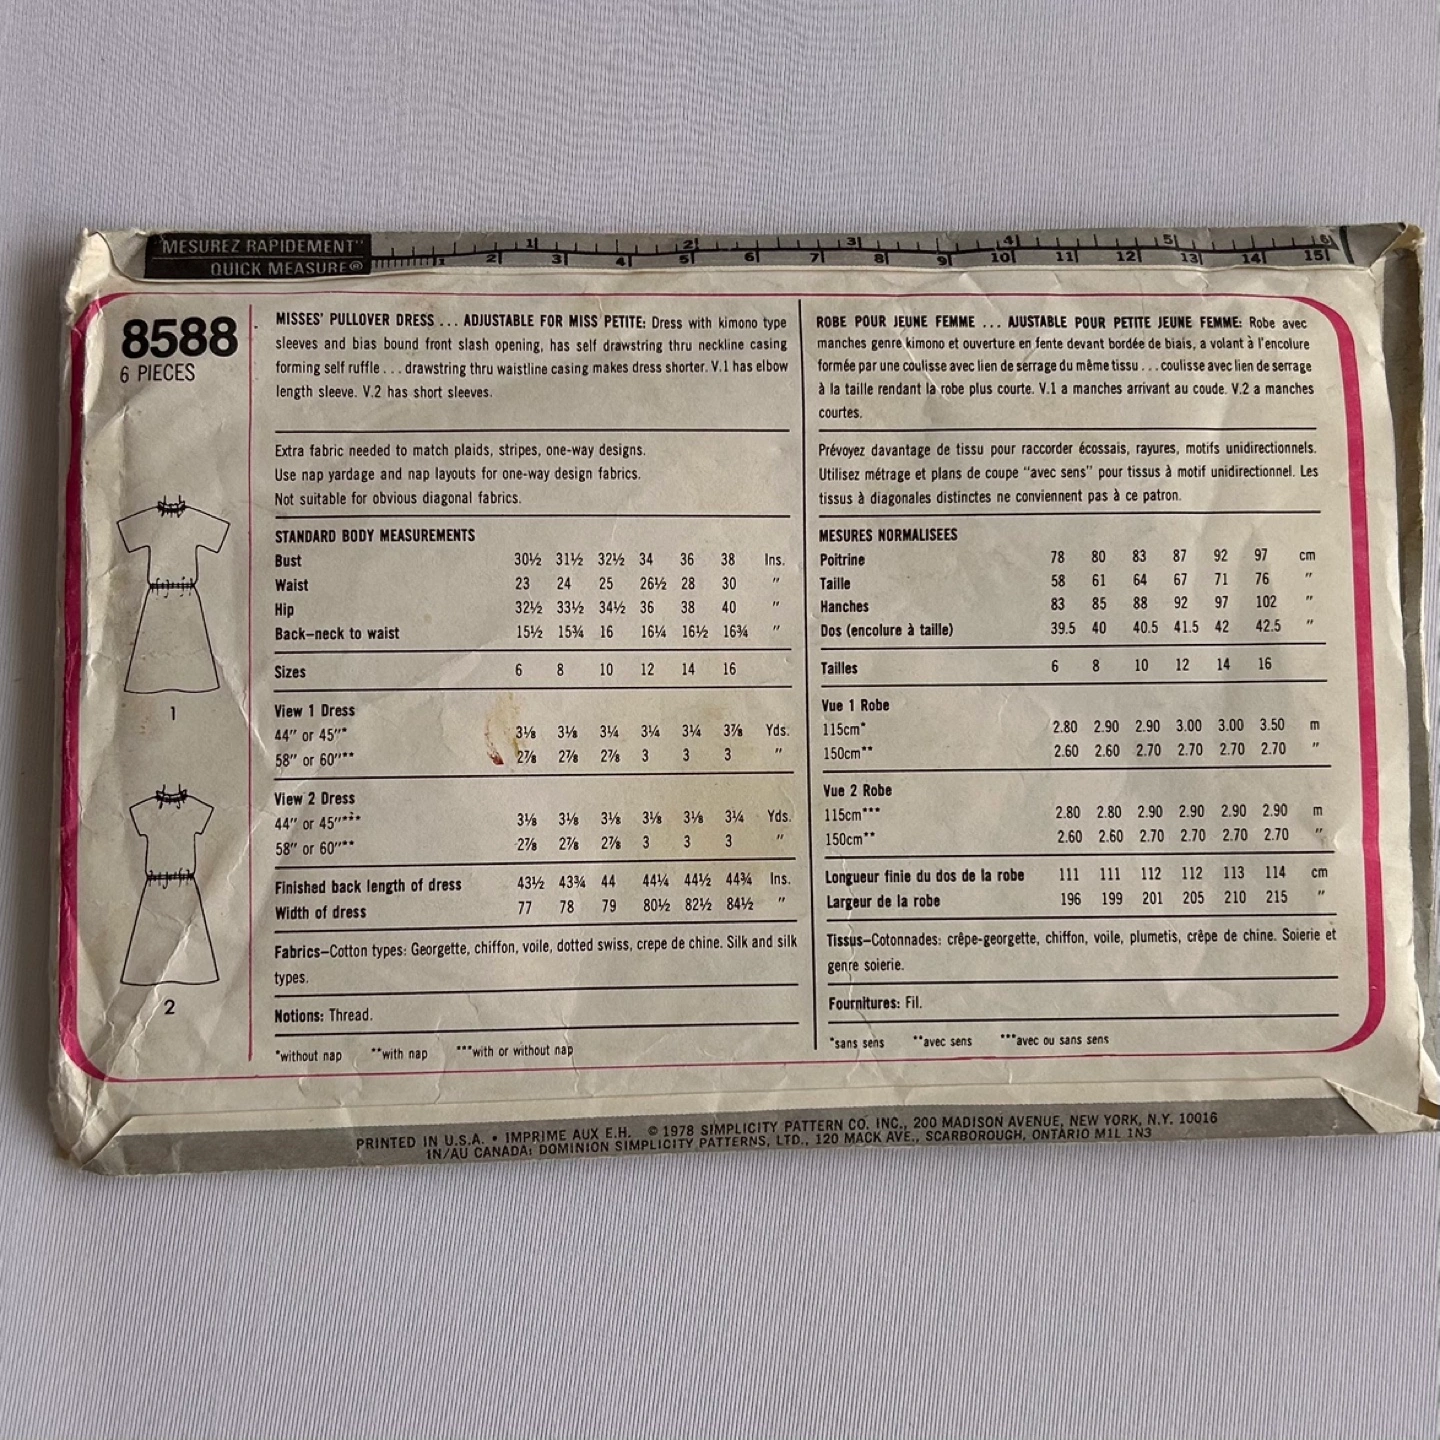 "MESUREZ RAPIDEMENT"
QUICK MEASURE®
1 2 3 4 5 6
1 2 3 4 5 6 7 8 9 10 11 12 13 14 15
8588
6 PIECES
1
2
MISSES' PULLOVER DRESS ... ADJUSTABLE FOR MISS PETITE: Dress with kimono type
sleeves and bias bound front slash opening, has self drawstring thru neckline casing
forming self ruffle ... drawstring thru waistline casing makes dress shorter. V.1 has elbow
length sleeve. V.2 has short sleeves.
Extra fabric needed to match plaids, stripes, one-way designs.
Use nap yardage and nap layouts for one-way design fabrics.
Not suitable for obvious diagonal fabrics.
STANDARD BODY MEASUREMENTS
Bust 30½ 31½ 32½ 34 36 38 Ins.
Waist 23 24 25 26½ 28 30 "
Hip 32½ 33½ 34½ 36 38 40 "
Back–neck to waist 15½ 15¾ 16 16¼ 16½ 16¾ "
Sizes 6 8 10 12 14 16
View 1 Dress
44" or 45"* 3⅛ 3⅛ 3¼ 3¼ 3¼ 3⅞ Yds.
58" or 60"** 2⅞ 2⅞ 2⅞ 3 3 3 "
View 2 Dress
44" or 45"*** 3⅛ 3⅛ 3⅛ 3⅛ 3⅛ 3¼ Yds.
58" or 60"** 2⅞ 2⅞ 2⅞ 3 3 3 "
Finished back length of dress 43½ 43¾ 44 44¼ 44½ 44¾ Ins.
Width of dress 77 78 79 80½ 82½ 84½ "
Fabrics–Cotton types: Georgette, chiffon, voile, dotted swiss, crepe de chine. Silk and silk
types.
Notions: Thread.
*without nap **with nap ***with or without nap
ROBE POUR JEUNE FEMME ... AJUSTABLE POUR PETITE JEUNE FEMME: Robe avec
manches genre kimono et ouverture en fente devant bordée de biais, a volant à l'encolure
formée par une coulisse avec lien de serrage du même tissu ... coulisse avec lien de serrage
à la taille rendant la robe plus courte. V.1 a manches arrivant au coude. V.2 a manches
courtes.
Prévoyez davantage de tissu pour raccorder écossais, rayures, motifs unidirectionnels.
Utilisez métrage et plans de coupe "avec sens" pour tissus à motif unidirectionnel. Les
tissus à diagonales distinctes ne conviennent pas à ce patron.
MESURES NORMALISEES
Poitrine 78 80 83 87 92 97 cm
Taille 58 61 64 67 71 76 "
Hanches 83 85 88 92 97 102 "
Dos (encolure à taille) 39.5 40 40.5 41.5 42 42.5 "
Tailles 6 8 10 12 14 16
Vue 1 Robe
115cm* 2.80 2.90 2.90 3.00 3.00 3.50 m
150cm** 2.60 2.60 2.70 2.70 2.70 2.70 "
Vue 2 Robe
115cm*** 2.80 2.80 2.90 2.90 2.90 2.90 m
150cm** 2.60 2.60 2.70 2.70 2.70 2.70 "
Longueur finie du dos de la robe 111 111 112 112 113 114 cm
Largeur de la robe 196 199 201 205 210 215 "
Tissus–Cotonnades: crêpe-georgette, chiffon, voile, plumetis, crêpe de chine. Soierie et
genre soierie.
Fournitures: Fil.
*sans sens **avec sens ***avec ou sans sens
PRINTED IN U.S.A. • IMPRIME AUX E.H. © 1978 SIMPLICITY PATTERN CO. INC., 200 MADISON AVENUE, NEW YORK, N.Y. 10016
IN/AU CANADA: DOMINION SIMPLICITY PATTERNS, LTD., 120 MACK AVE., SCARBOROUGH, ONTARIO M1L 1N3